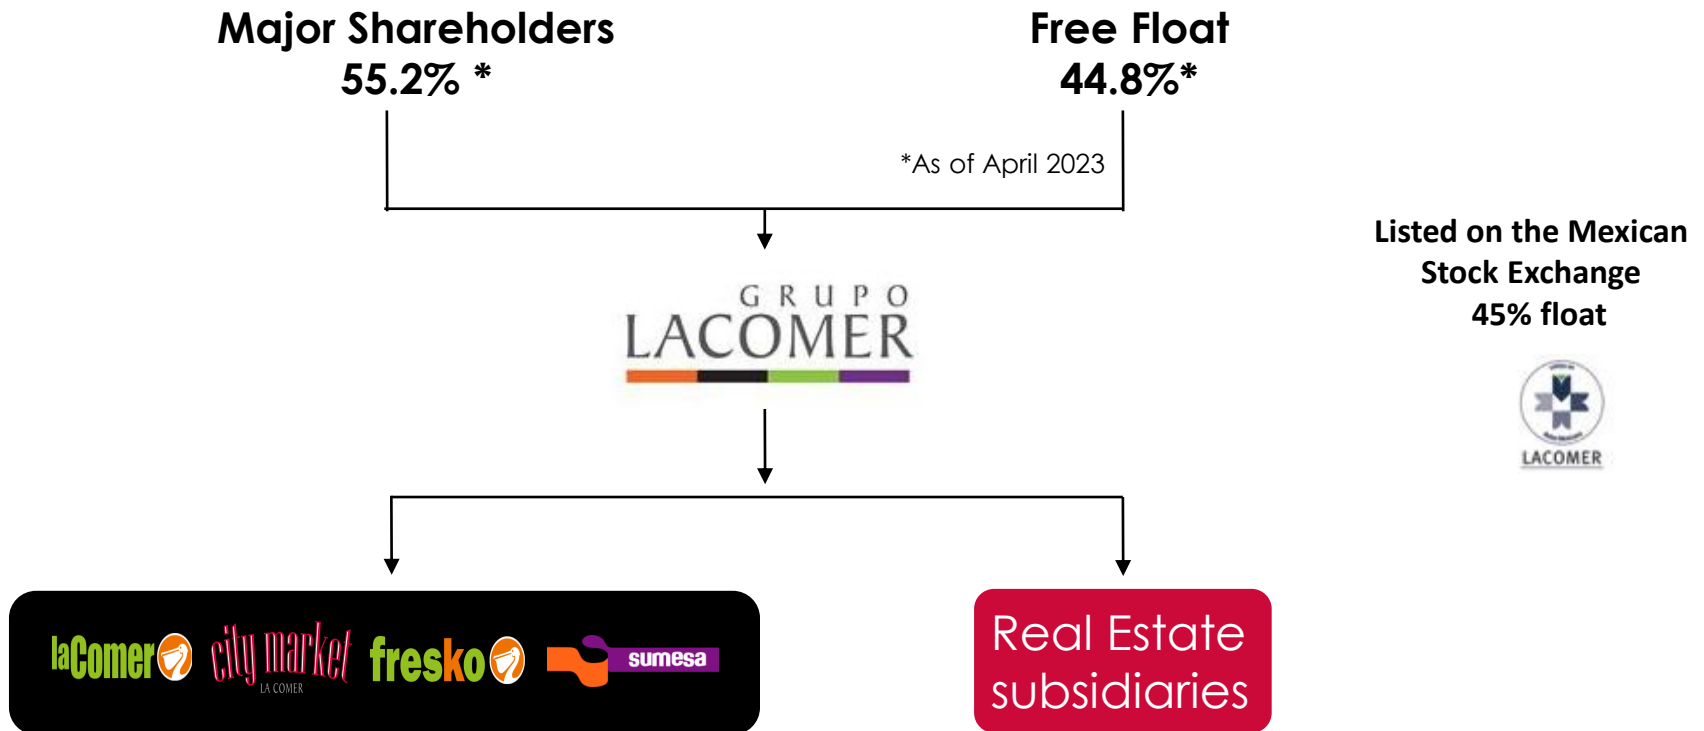 Major Shareholders
55.2% *
Free Float
44.8%*
*As of April 2023
GRUPO
LACOMER
Listed on the Mexican
Stock Exchange
45% float
LACOMER
laComer
city market
LA COMER
fresko
sumesa
Real Estate
subsidiaries